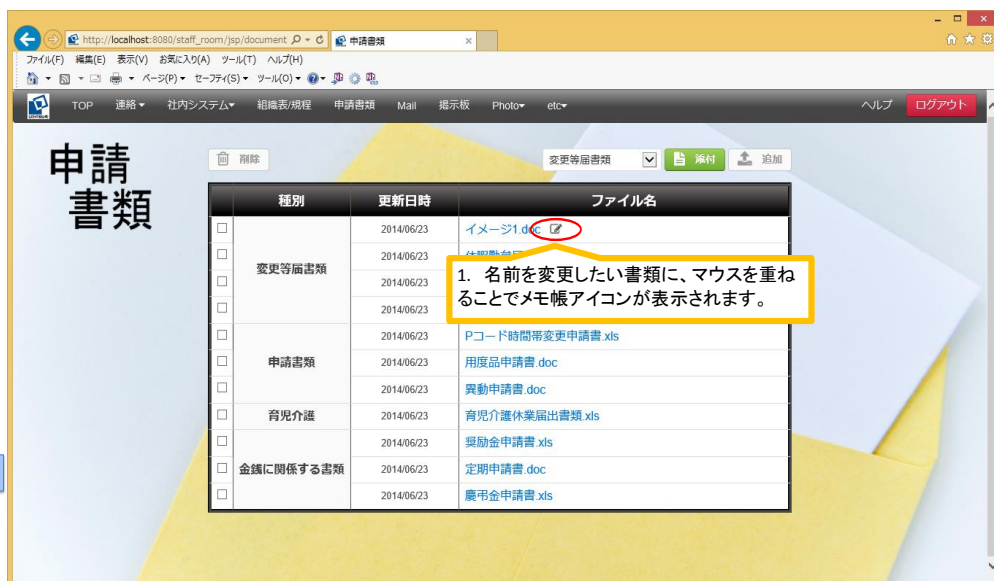 http://localhost:8080/staff_room/jsp/document
申請書類
ファイル(F) 編集(E) 表示(V) お気に入り(A) ツール(T) ヘルプ(H)
ページ(P) セーフティ(S) ツール(O)
TOP 連絡 社内システム 組織表/規程 申請書類 Mail 掲示板 Photo etc ヘルプ ログアウト
申請
書類
削除 変更等届書類 添付 追加
種別 更新日時 ファイル名
2014/06/23 イメージ1.doc
2014/06/23
変更等届書類
2014/06/23
2014/06/23
1. 名前を変更したい書類に、マウスを重ね
ることでメモ帳アイコンが表示されます。
2014/06/23 Pコード時間帯変更申請書.xls
申請書類 2014/06/23 用度品申請書.doc
2014/06/23 異動申請書.doc
育児介護 2014/06/23 育児介護休業届出書類.xls
2014/06/23 奨励金申請書.xls
金銭に関係する書類 2014/06/23 定期申請書.doc
2014/06/23 慶弔金申請書.xls